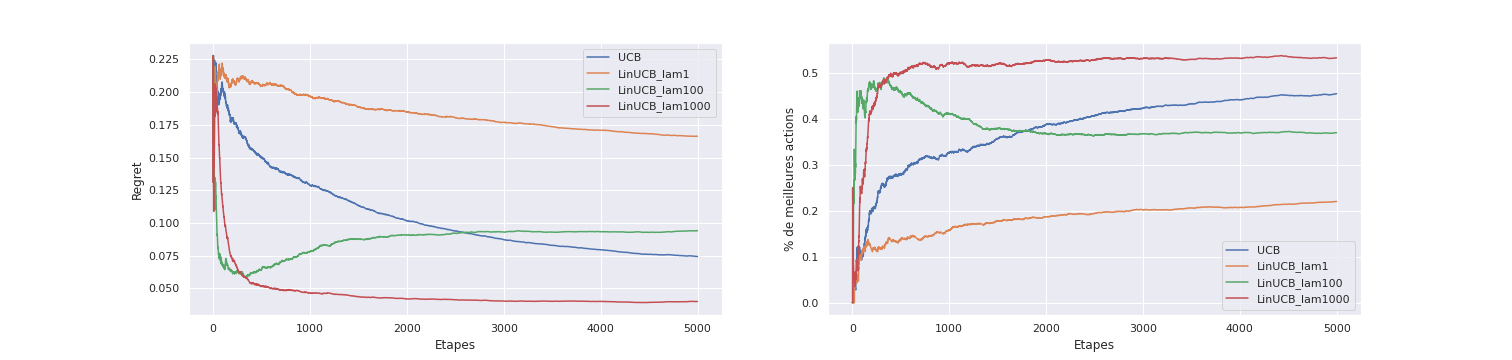 Regret
0.225
0.200
0.175
0.150
0.125
0.100
0.075
0.050
UCB
LinUCB_lam1
LinUCB_lam100
LinUCB_lam1000
0
1000
2000
3000
4000
5000
Etapes
% de meilleures actions
0.5
0.4
0.3
0.2
0.1
0.0
UCB
LinUCB_lam1
LinUCB_lam100
LinUCB_lam1000
0
1000
2000
3000
4000
5000
Etapes